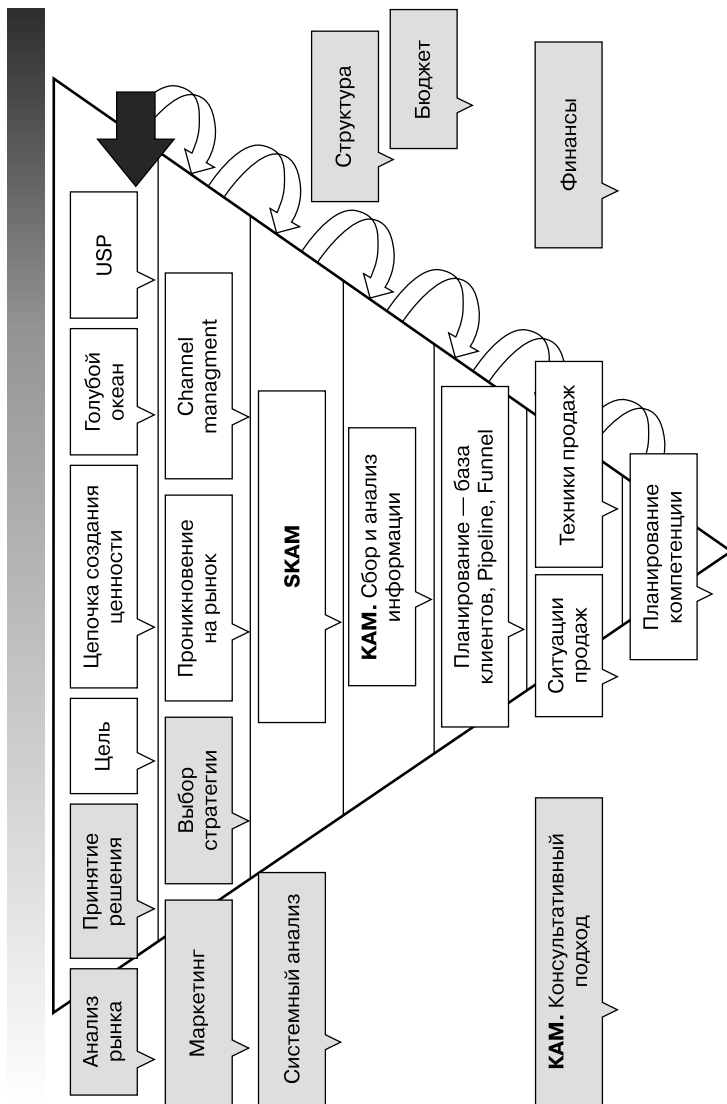 Анализ
рынка
Принятие
решения
Цель
Цепочка создания
ценности
Голубой
океан
USP
Маркетинг
Выбор
стратегии
Проникновение
на рынок
Channel
managment
Системный анализ
SKAM
Структура
KAM. Сбор и анализ
информации
Бюджет
Планирование — база
клиентов, Pipeline, Funnel
KAM. Консультативный
подход
Ситуации
продаж
Техники продаж
Финансы
Планирование
компетенции